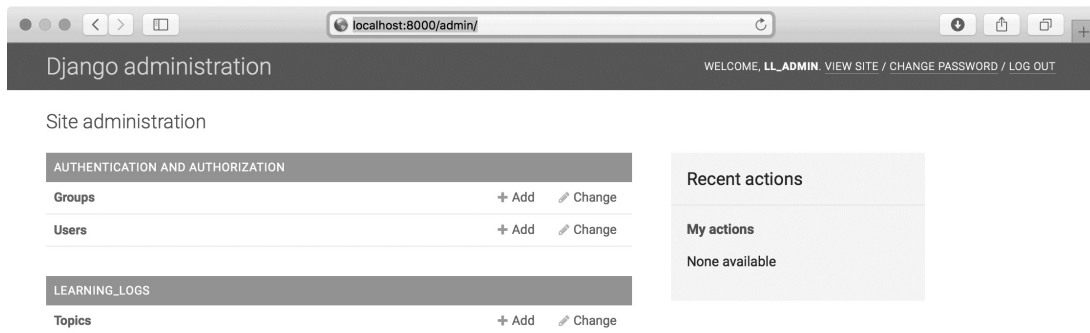 localhost:8000/admin/
Django administration
WELCOME, LL_ADMIN. VIEW SITE / CHANGE PASSWORD / LOG OUT
Site administration
AUTHENTICATION AND AUTHORIZATION
Groups + Add Change
Users + Add Change
LEARNING_LOGS
Topics + Add Change
Recent actions
My actions
None available